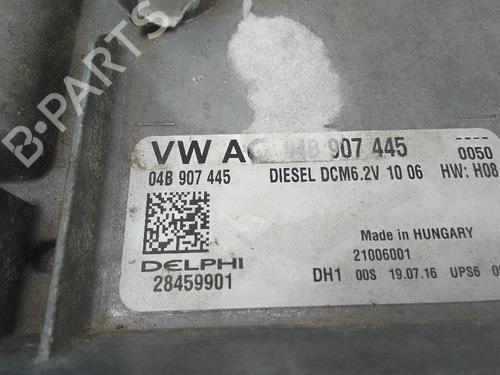 B-PARTS
VW AG 04B 907 445 0050
04B 907 445 DIESEL DCM6.2V 10 06 HW: H08
Made in HUNGARY
DELPHI 21006001
28459901 DH1 00S 19.07.16 UPS6